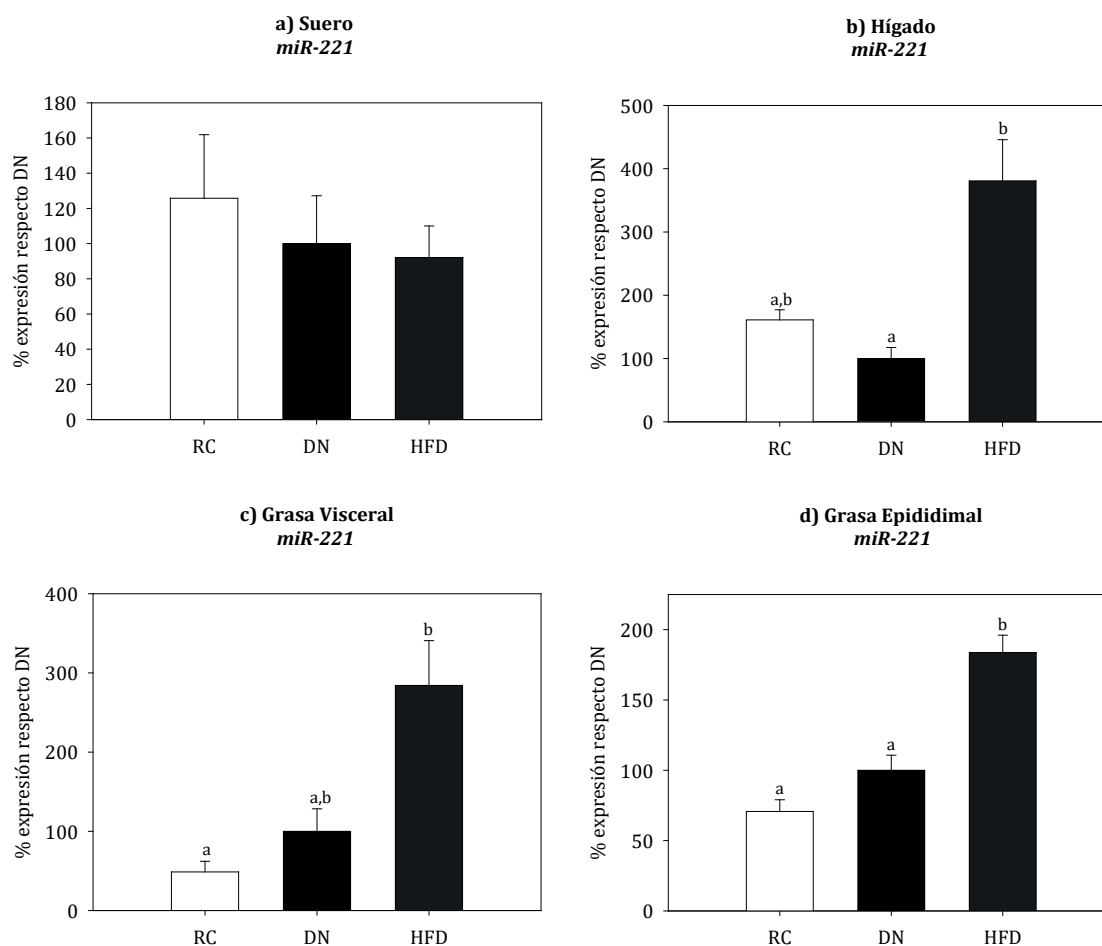 a) Suero
miR-221
% expresión respecto DN
180
160
140
120
100
80
60
40
20
0
RC DN HFD
b) Hígado
miR-221
% expresión respecto DN
500
400
300
200
100
0
a,b
a
b
RC DN HFD
c) Grasa Visceral
miR-221
% expresión respecto DN
400
300
200
100
0
a
a,b
b
RC DN HFD
d) Grasa Epididimal
miR-221
% expresión respecto DN
200
150
100
50
0
a
a
b
RC DN HFD